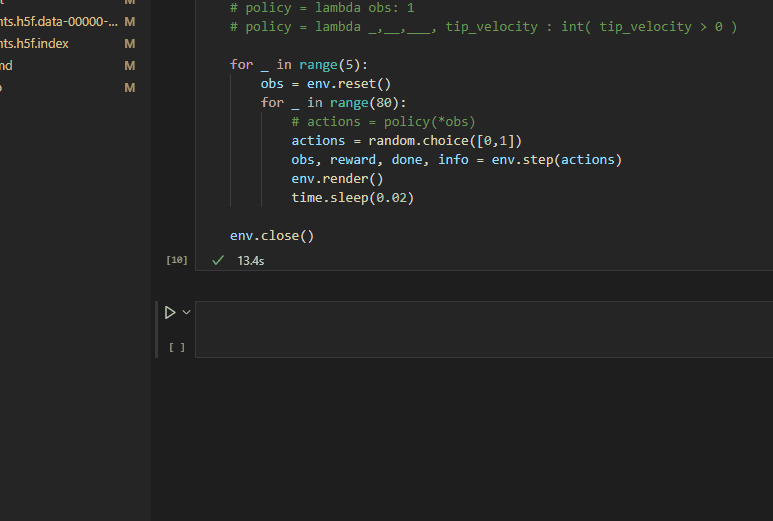 # policy = lambda obs: 1
nts.h5f.data-00000-...  M
# policy = lambda _,__,___, tip_velocity : int( tip_velocity > 0 )
nts.h5f.index  M
for _ in range(5):
nd  M
obs = env.reset()
M
for _ in range(80):
# actions = policy(*obs)
actions = random.choice([0,1])
obs, reward, done, info = env.step(actions)
env.render()
time.sleep(0.02)
env.close()
[10]  13.4s
[ ]